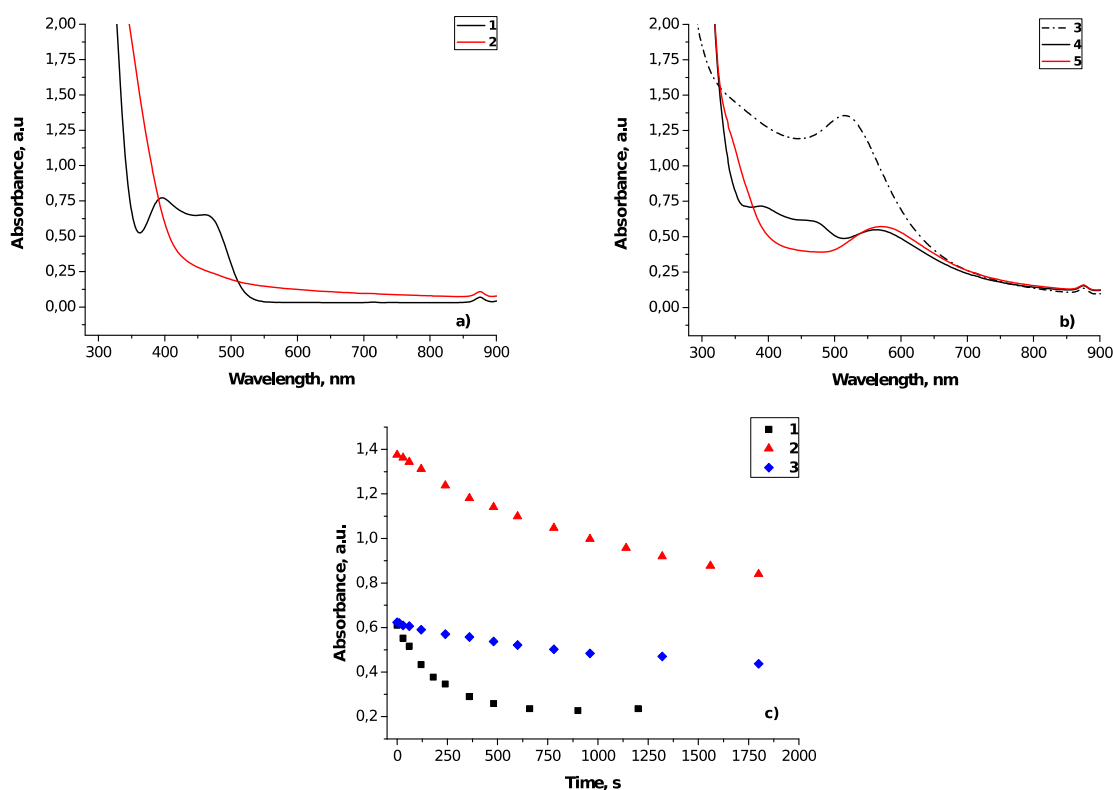 2,00
1,75
1,50
1,25
1,00
0,75
0,50
0,25
0,00
Absorbance, a.u
300 400 500 600 700 800 900
Wavelength, nm
1
2
a)
2,00
1,75
1,50
1,25
1,00
0,75
0,50
0,25
0,00
Absorbance, a.u
300 400 500 600 700 800 900
Wavelength, nm
3
4
5
b)
1,4
1,2
1,0
0,8
0,6
0,4
0,2
Absorbance, a.u.
0 250 500 750 1000 1250 1500 1750 2000
Time, s
1
2
3
c)